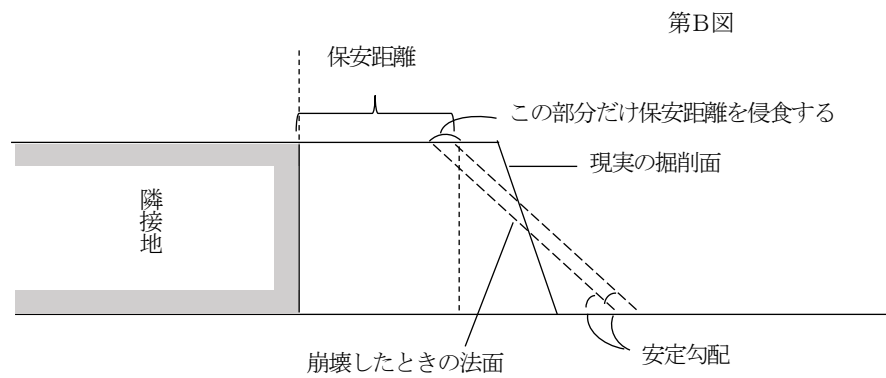 第B図
保安距離
この部分だけ保安距離を侵食する
現実の掘削面
隣接地
崩壊したときの法面
安定勾配